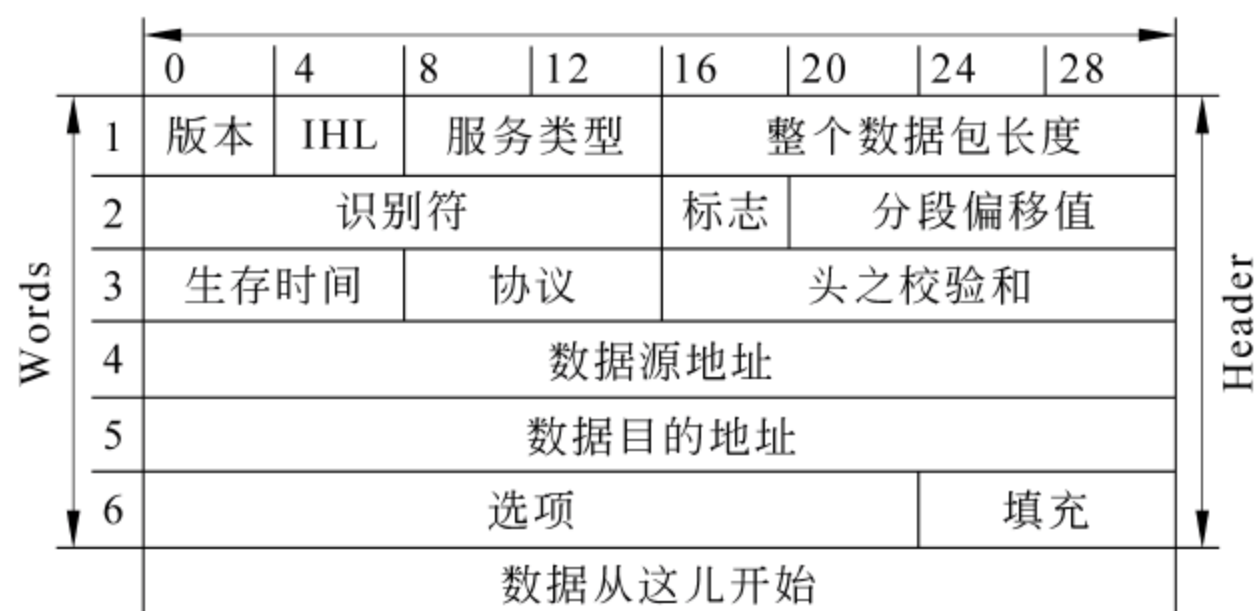 0 4 8 12 16 20 24 28
1 版本 IHL 服务类型 整个数据包长度
2 识别符 标志 分段偏移值
3 生存时间 协议 头之校验和
4 数据源地址
5 数据目的地址
6 选项 填充
数据从这儿开始
Words
Header